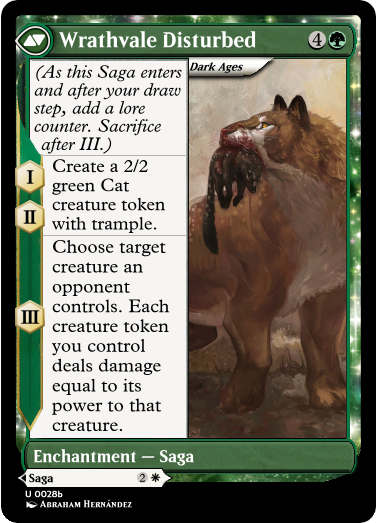 Wrathvale Disturbed 4
Dark Ages
(As this Saga enters
and after your draw
step, add a lore
counter. Sacrifice
after III.)
I
II
Create a 2/2
green Cat
creature token
with trample.
III
Choose target
creature an
opponent
controls. Each
creature token
you control
deals damage
equal to its
power to that
creature.
Enchantment — Saga
Saga 2
U 0028b
Abraham Hernández